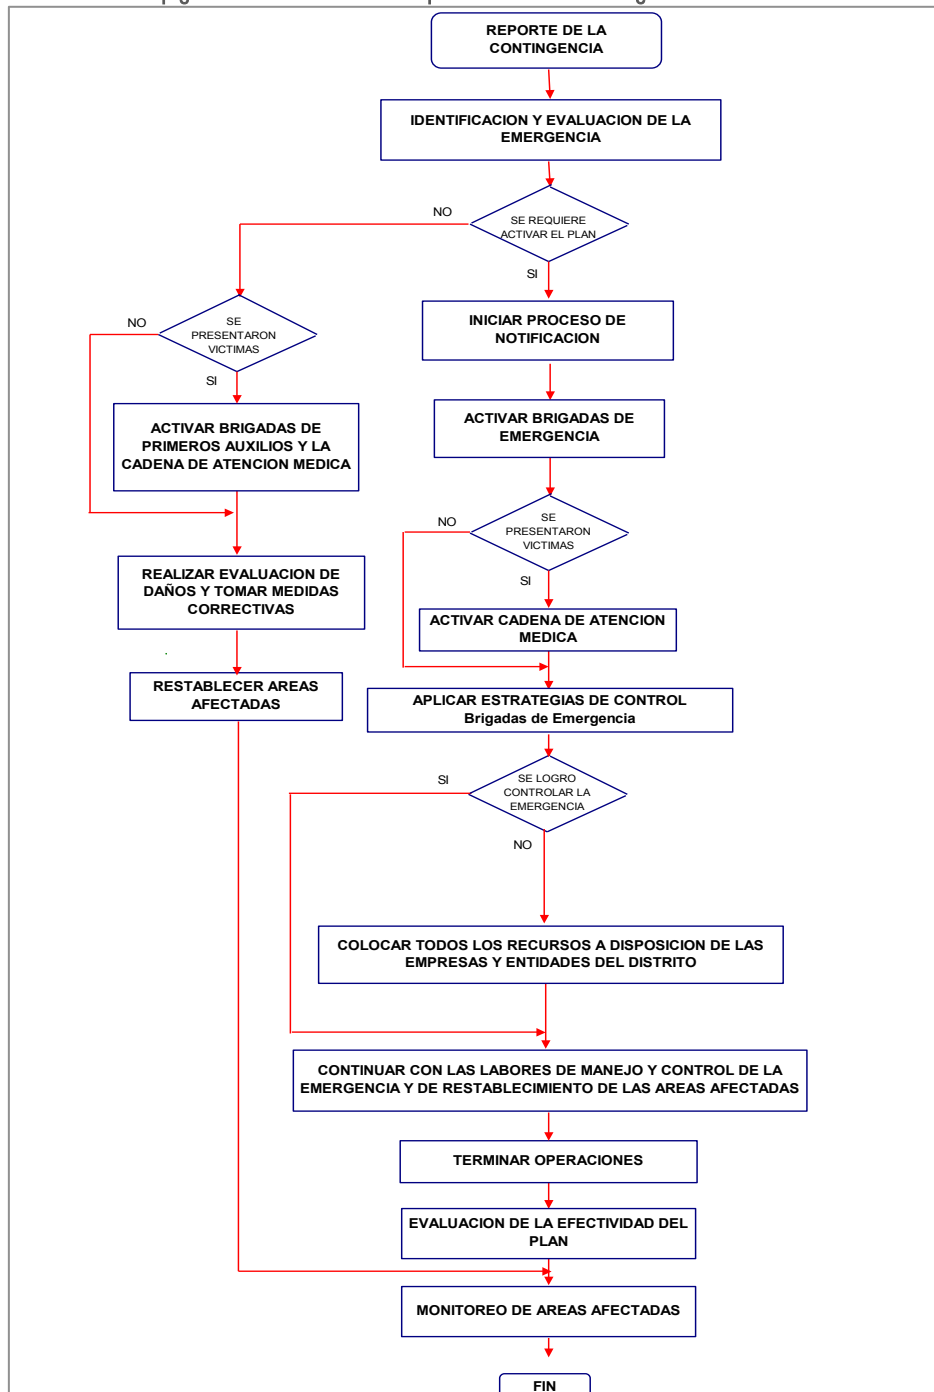 REPORTE DE LA
CONTINGENCIA
IDENTIFICACION Y EVALUACION DE LA
EMERGENCIA
NO
SE REQUIERE
ACTIVAR EL PLAN
SI
NO
SE
PRESENTARON
VICTIMAS
SI
INICIAR PROCESO DE
NOTIFICACION
ACTIVAR BRIGADAS DE
PRIMEROS AUXILIOS Y LA
CADENA DE ATENCION MEDICA
ACTIVAR BRIGADAS DE
EMERGENCIA
NO
SE
PRESENTARON
VICTIMAS
SI
REALIZAR EVALUACION DE
DAÑOS Y TOMAR MEDIDAS
CORRECTIVAS
ACTIVAR CADENA DE ATENCION
MEDICA
RESTABLECER AREAS
AFECTADAS
APLICAR ESTRATEGIAS DE CONTROL
Brigadas de Emergencia
SI
SE LOGRO
CONTROLAR LA
EMERGENCIA
NO
COLOCAR TODOS LOS RECURSOS A DISPOSICION DE LAS
EMPRESAS Y ENTIDADES DEL DISTRITO
CONTINUAR CON LAS LABORES DE MANEJO Y CONTROL DE LA
EMERGENCIA Y DE RESTABLECIMIENTO DE LAS AREAS AFECTADAS
TERMINAR OPERACIONES
EVALUACION DE LA EFECTIVIDAD DEL
PLAN
MONITOREO DE AREAS AFECTADAS
FIN